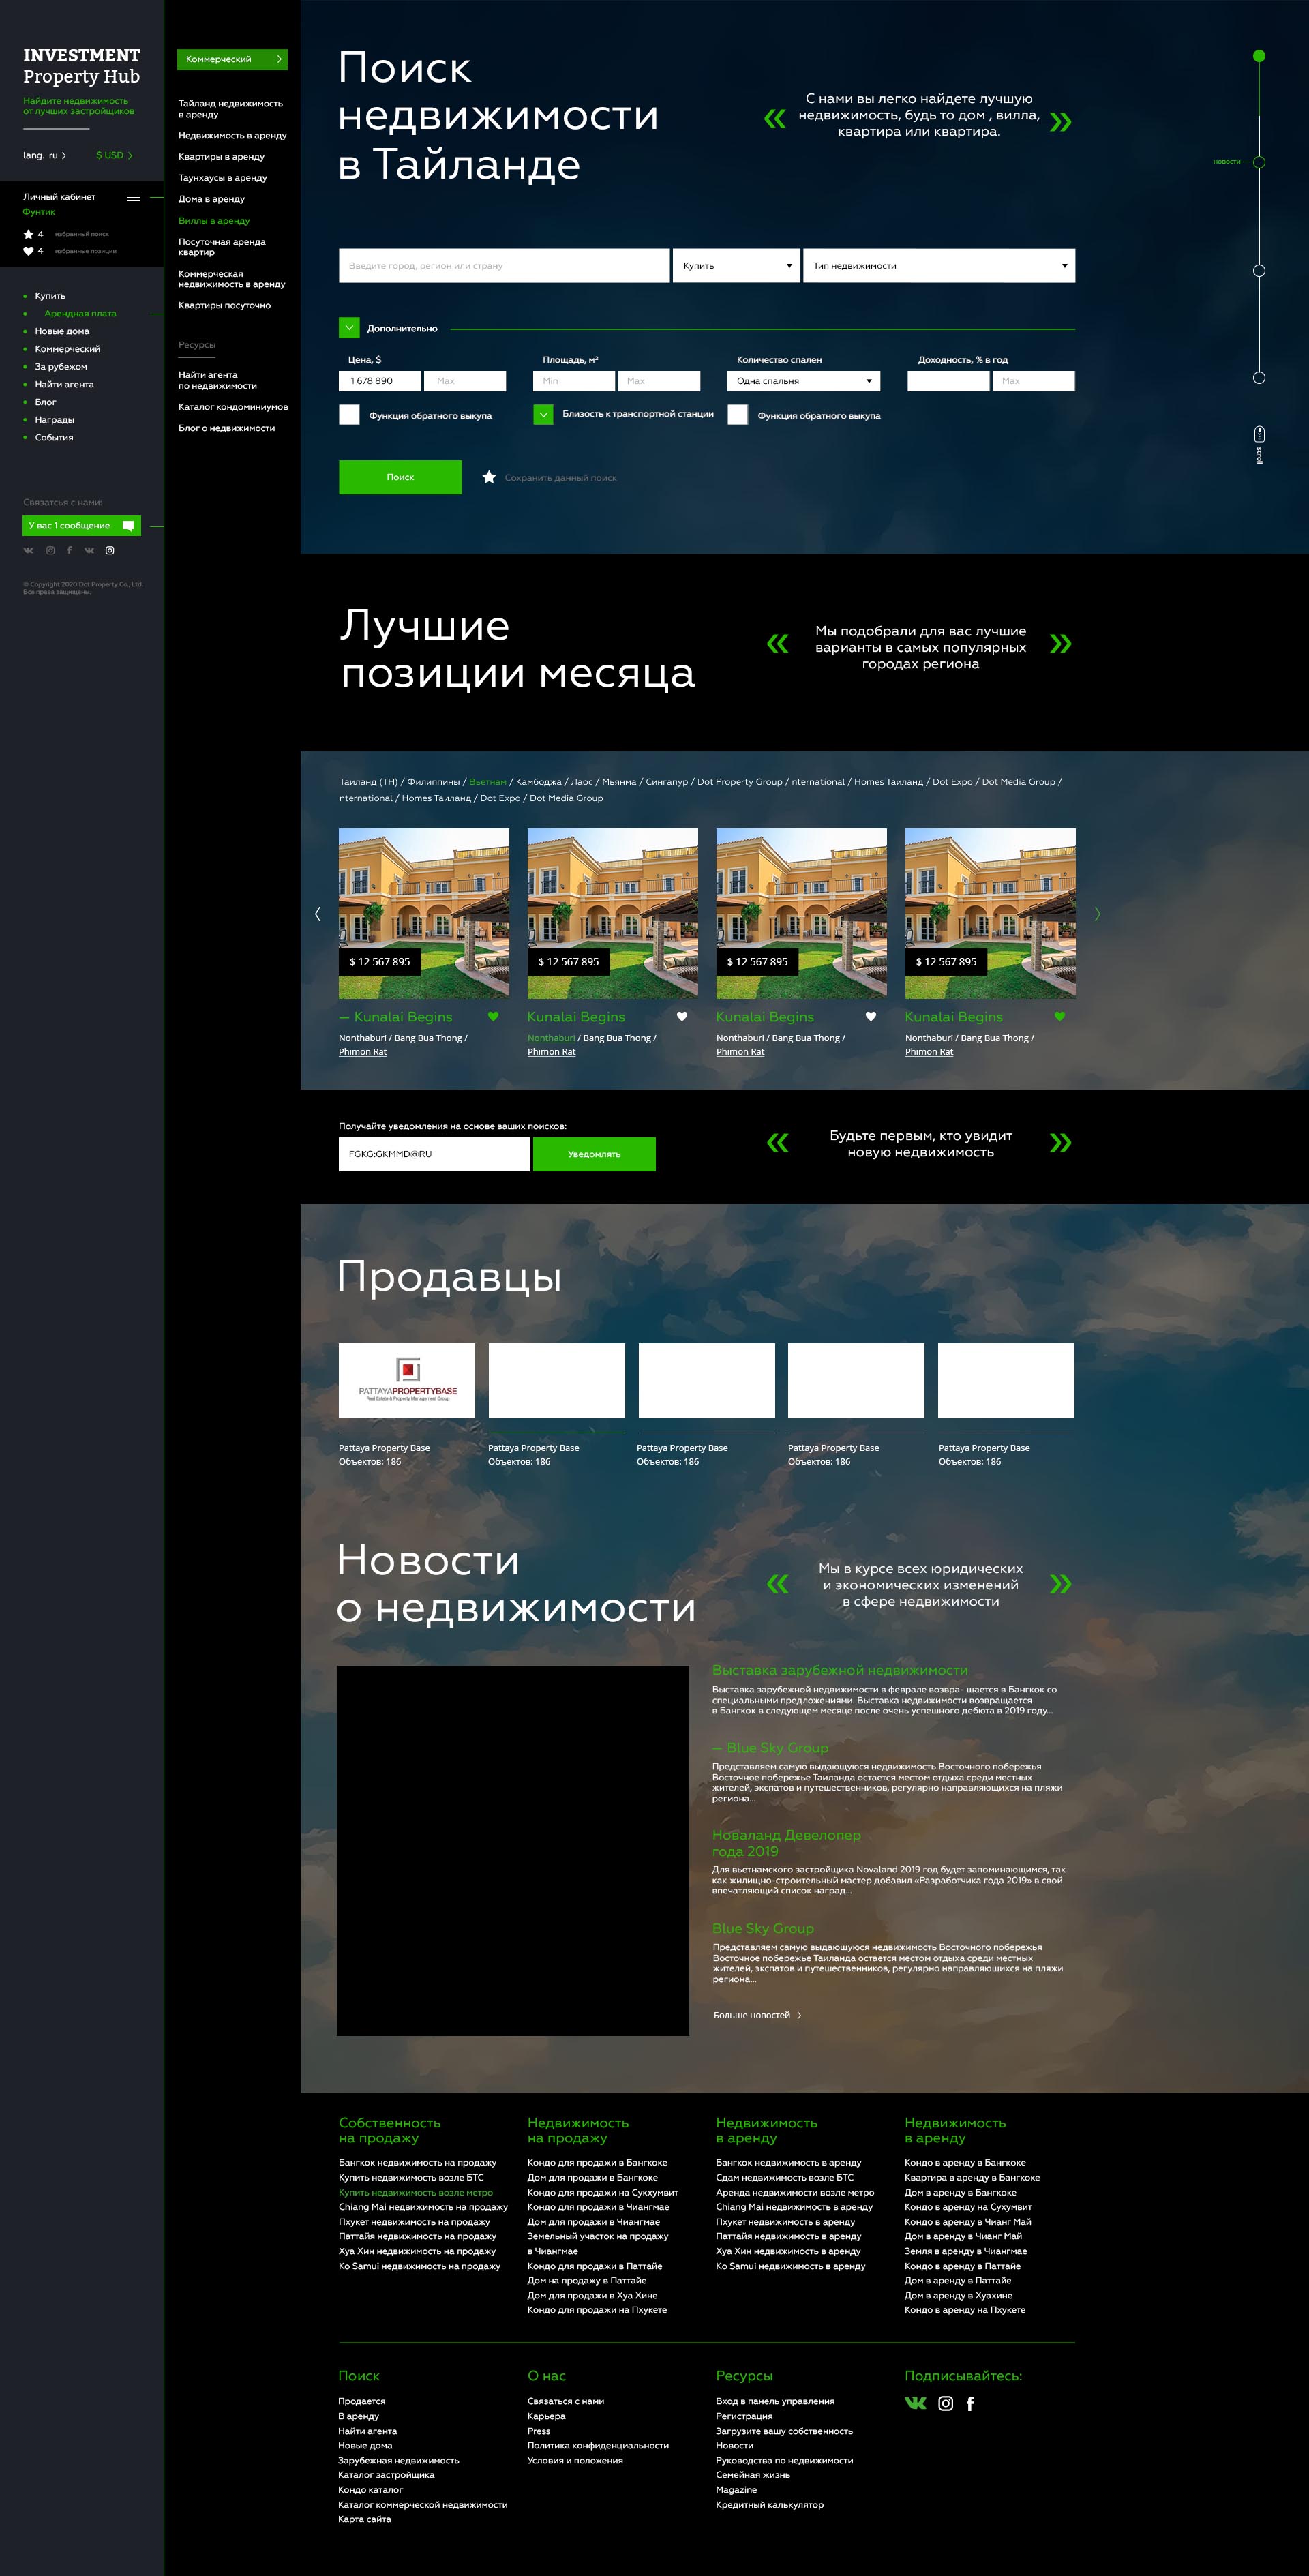 INVESTMENT
Property Hub
Найдите недвижимость
от лучших застройщиков
lang. ru
$ USD
Личный кабинет
Фунтик
4 избранный поиск
4 избранные позиции
Купить
Арендная плата
Новые дома
Коммерческий
За рубежом
Найти агента
Блог
Награды
События
Связатсья с нами:
У вас 1 сообщение
© Copyright 2020 Dot Property Co., Ltd.
Все права защищены.
Коммерческий
Тайланд недвижимость
в аренду
Недвижимость в аренду
Квартиры в аренду
Таунхаусы в аренду
Дома в аренду
Виллы в аренду
Посуточная аренда
квартир
Коммерческая
недвижимость в аренду
Квартиры посуточно
Ресурсы
Найти агента
по недвижимости
Каталог кондоминиумов
Блог о недвижимости
Поиск
недвижимости
в Тайланде
« С нами вы легко найдете лучшую
недвижимость, будь то дом , вилла,
квартира или квартира. »
новости
scroll
Введите город, регион или страну
Купить
Тип недвижимости
Дополнительно
Цена, $
Площадь, м²
Количество спален
Доходность, % в год
1 678 890
Max
Min
Max
Одна спальня
Max
Функция обратного выкупа
Близость к транспортной станции
Функция обратного выкупа
Поиск
Сохранить данный поиск
Лучшие
позиции месяца
« Мы подобрали для вас лучшие
варианты в самых популярных
городах региона »
Таиланд (TH) / Филиппины / Вьетнам / Камбоджа / Лаос / Мьянма / Сингапур / Dot Property Group / nternational / Homes Таиланд / Dot Expo / Dot Media Group /
nternational / Homes Таиланд / Dot Expo / Dot Media Group
$ 12 567 895
$ 12 567 895
$ 12 567 895
$ 12 567 895
— Kunalai Begins
Kunalai Begins
Kunalai Begins
Kunalai Begins
Nonthaburi / Bang Bua Thong /
Phimon Rat
Nonthaburi / Bang Bua Thong /
Phimon Rat
Nonthaburi / Bang Bua Thong /
Phimon Rat
Nonthaburi / Bang Bua Thong /
Phimon Rat
Получайте уведомления на основе ваших поисков:
FGKG:GKMMD@RU
Уведомлять
« Будьте первым, кто увидит
новую недвижимость »
Продавцы
PATTAYAPROPERTYBASE
Real Estate & Property Management Group
Pattaya Property Base
Объектов: 186
Pattaya Property Base
Объектов: 186
Pattaya Property Base
Объектов: 186
Pattaya Property Base
Объектов: 186
Pattaya Property Base
Объектов: 186
Новости
о недвижимости
« Мы в курсе всех юридических
и экономических изменений
в сфере недвижимости »
Выставка зарубежной недвижимости
Выставка зарубежной недвижимости в феврале возвра- щается в Бангкок со
специальными предложениями. Выставка недвижимости возвращается
в Бангкок в следующем месяце после очень успешного дебюта в 2019 году...
— Blue Sky Group
Представляем самую выдающуюся недвижимость Восточного побережья
Восточное побережье Таиланда остается местом отдыха среди местных
жителей, экспатов и путешественников, регулярно направляющихся на пляжи
региона...
Новаланд Девелопер
года 2019
Для вьетнамского застройщика Novaland 2019 год будет запоминающимся, так
как жилищно-строительный мастер добавил «Разработчика года 2019» в свой
впечатляющий список наград...
Blue Sky Group
Представляем самую выдающуюся недвижимость Восточного побережья
Восточное побережье Таиланда остается местом отдыха среди местных
жителей, экспатов и путешественников, регулярно направляющихся на пляжи
региона...
Больше новостей
Собственность
на продажу
Бангкок недвижимость на продажу
Купить недвижимость возле БТС
Купить недвижимость возле метро
Chiang Mai недвижимость на продажу
Пхукет недвижимость на продажу
Паттайя недвижимость на продажу
Хуа Хин недвижимость на продажу
Ко Samui недвижимость на продажу
Недвижимость
на продажу
Кондо для продажи в Бангкоке
Дом для продажи в Бангкоке
Кондо для продажи на Сукхумвит
Кондо для продажи в Чиангмае
Дом для продажи в Чиангмае
Земельный участок на продажу
в Чиангмае
Кондо для продажи в Паттайе
Дом на продажу в Паттайе
Дом для продажи в Хуа Хине
Кондо для продажи на Пхукете
Недвижимость
в аренду
Бангкок недвижимость в аренду
Сдам недвижимость возле БТС
Аренда недвижимости возле метро
Chiang Mai недвижимость в аренду
Пхукет недвижимость в аренду
Паттайя недвижимость в аренду
Хуа Хин недвижимость в аренду
Ко Samui недвижимость в аренду
Недвижимость
в аренду
Кондо в аренду в Бангкоке
Квартира в аренду в Бангкоке
Дом в аренду в Бангкоке
Кондо в аренду на Сухумвит
Кондо в аренду в Чианг Май
Дом в аренду в Чианг Май
Земля в аренду в Чиангмае
Кондо в аренду в Паттайе
Дом в аренду в Паттайе
Дом в аренду в Хуахине
Кондо в аренду на Пхукете
Поиск
Продается
В аренду
Найти агента
Новые дома
Зарубежная недвижимость
Каталог застройщика
Кондо каталог
Каталог коммерческой недвижимости
Карта сайта
О нас
Связаться с нами
Карьера
Press
Политика конфиденциальности
Условия и положения
Ресурсы
Вход в панель управления
Регистрация
Загрузите вашу собственность
Новости
Руководства по недвижимости
Семейная жизнь
Magazine
Кредитный калькулятор
Подписывайтесь: